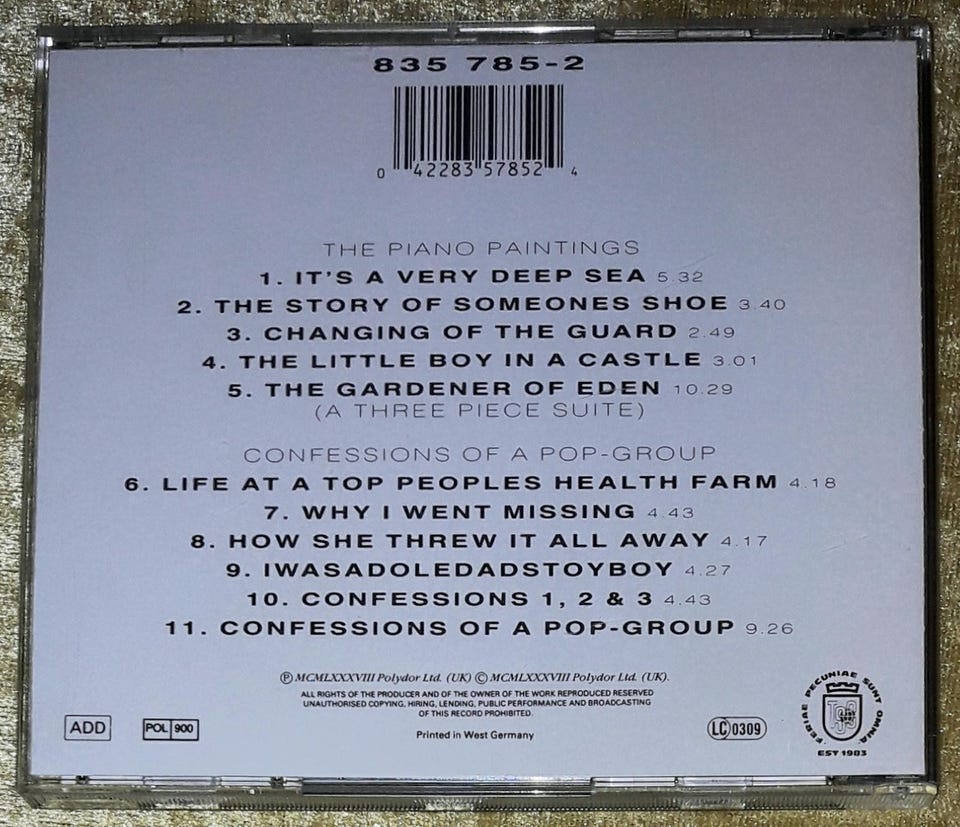 835 785-2
0 42283 57852 4
THE PIANO PAINTINGS
1. IT'S A VERY DEEP SEA 5.32
2. THE STORY OF SOMEONES SHOE 3.40
3. CHANGING OF THE GUARD 2.49
4. THE LITTLE BOY IN A CASTLE 3.01
5. THE GARDENER OF EDEN 10.29
(A THREE PIECE SUITE)
CONFESSIONS OF A POP-GROUP
6. LIFE AT A TOP PEOPLES HEALTH FARM 4.18
7. WHY I WENT MISSING 4.43
8. HOW SHE THREW IT ALL AWAY 4.17
9. IWASADOLEDADSTOYBOY 4.27
10. CONFESSIONS 1, 2 & 3 4.43
11. CONFESSIONS OF A POP-GROUP 9.26
Ⓟ MCMLXXXVIII Polydor Ltd. (UK) © MCMLXXXVIII Polydor Ltd. (UK).
ALL RIGHTS OF THE PRODUCER AND OF THE OWNER OF THE WORK REPRODUCED RESERVED
UNAUTHORISED COPYING, HIRING, LENDING, PUBLIC PERFORMANCE AND BROADCASTING
OF THIS RECORD PROHIBITED.
Printed in West Germany
ADD
POL 900
LC 0309
FERIAE PECUNIAE SUNT OMNIA
EST 1983